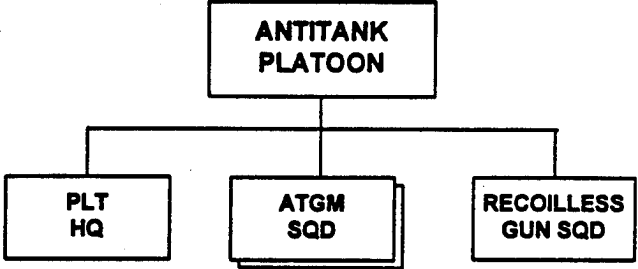 ANTITANK
PLATOON
PLT
HQ
ATGM
SQD
RECOILLESS
GUN SQD